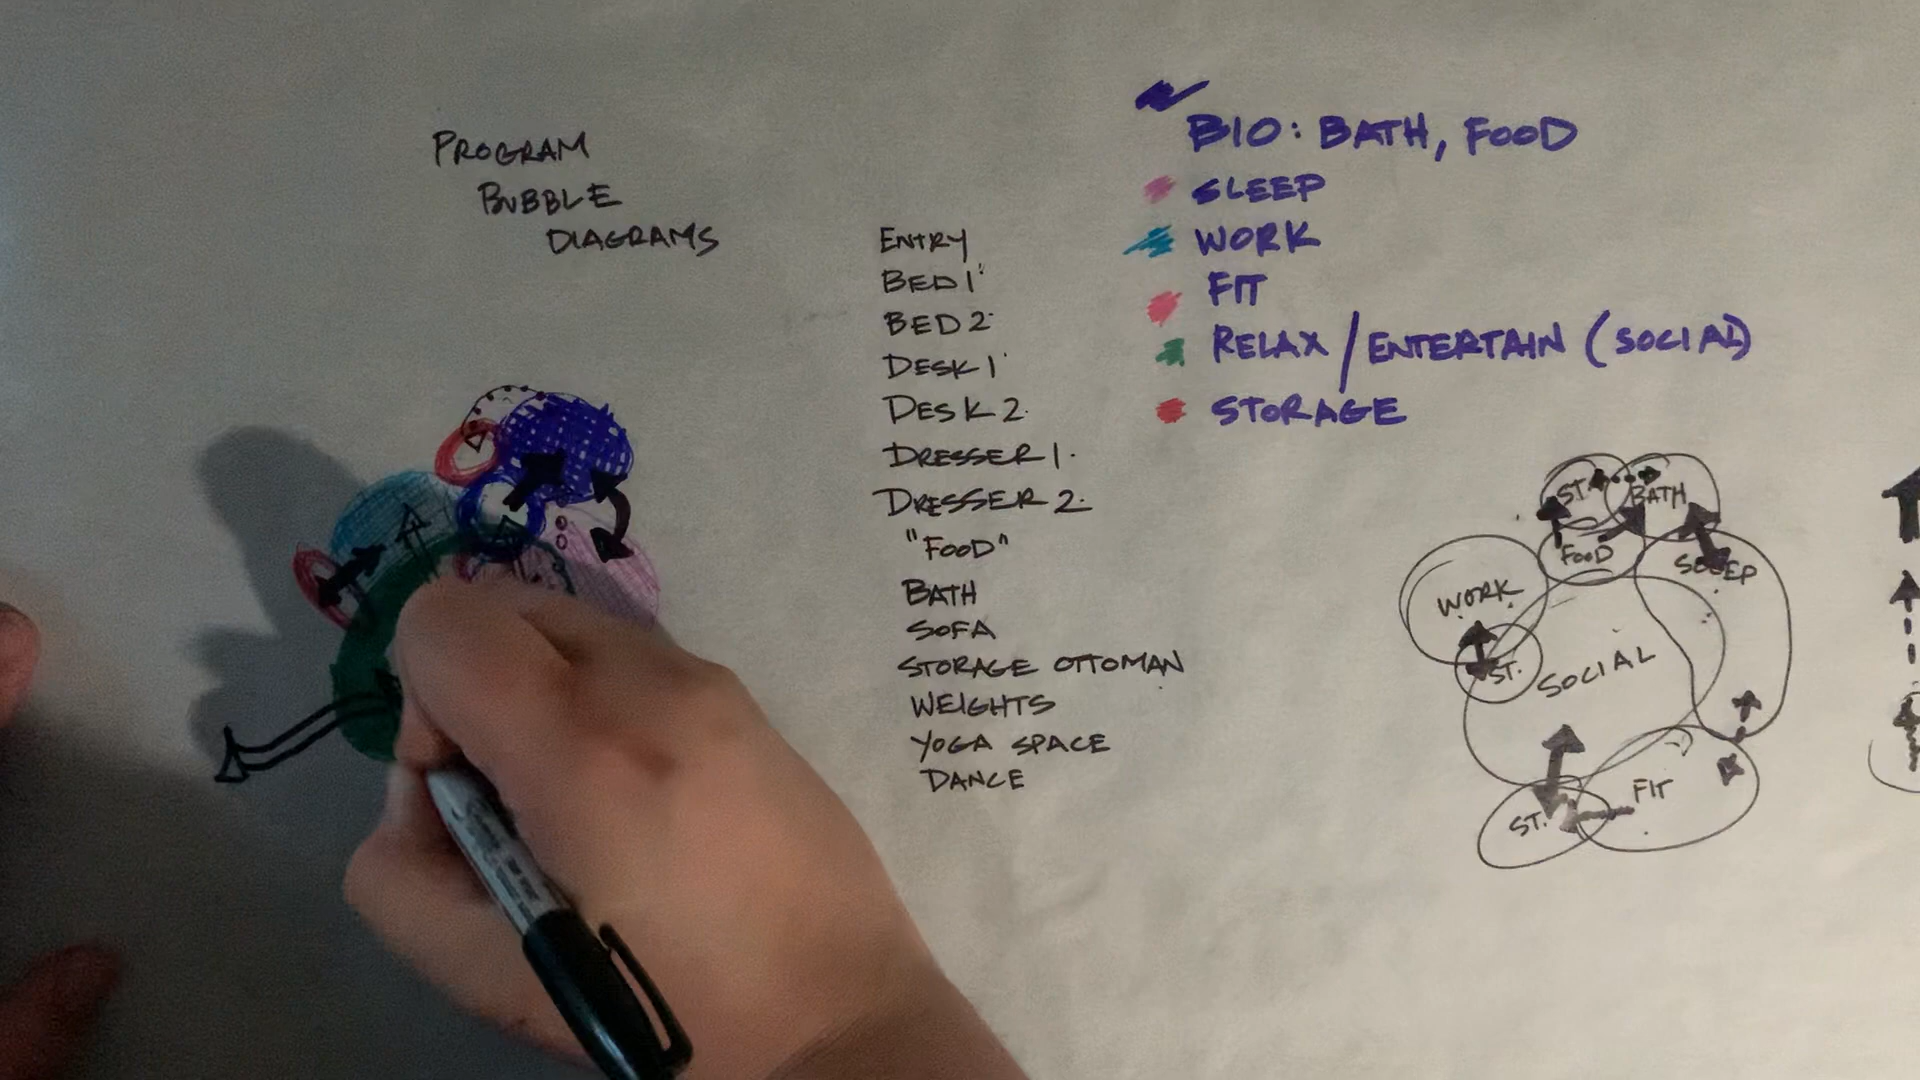 PROGRAM
BUBBLE
DIAGRAMS
ENTRY
BED 1
BED 2
DESK 1
DESK 2
DRESSER 1
DRESSER 2
"FOOD"
BATH
SOFA
STORAGE OTTOMAN
WEIGHTS
YOGA SPACE
DANCE
BIO: BATH, FOOD
SLEEP
WORK
FIT
RELAX / ENTERTAIN (SOCIAL)
STORAGE
ST.
BATH
FOOD
SLEEP
WORK
ST.
SOCIAL
FIT
ST.